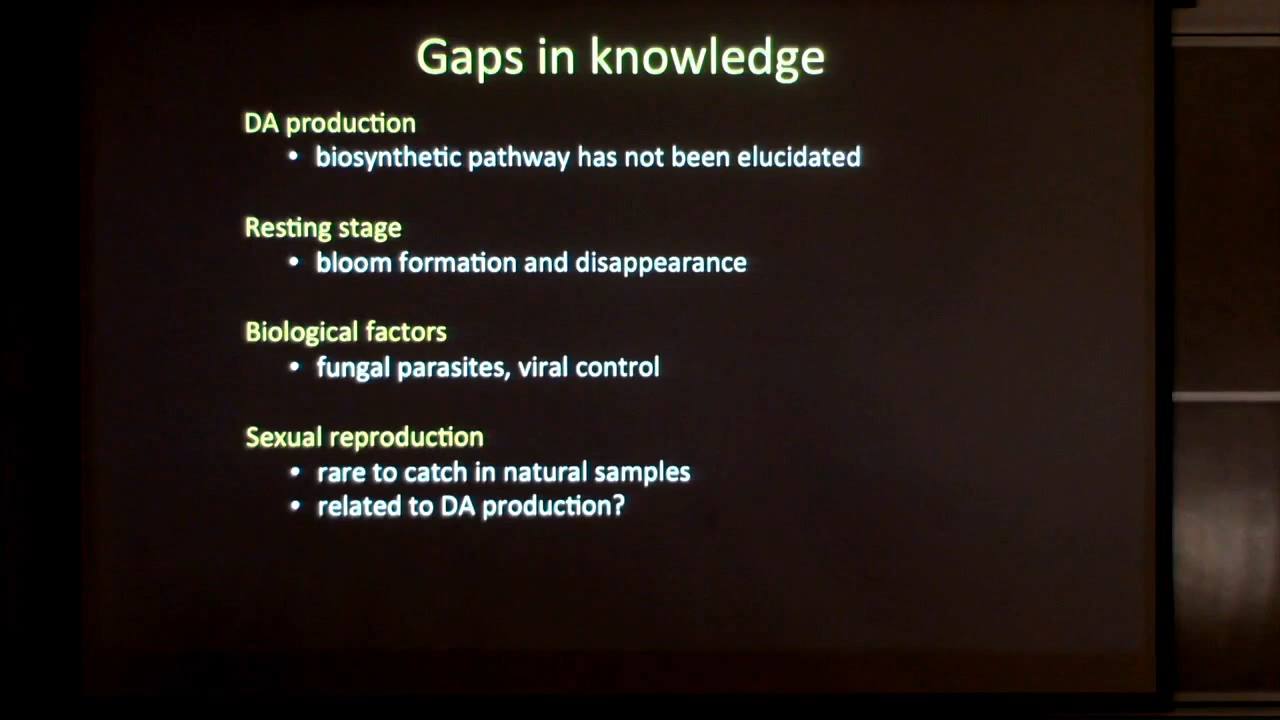 Gaps in knowledge
DA production
• biosynthetic pathway has not been elucidated
Resting stage
• bloom formation and disappearance
Biological factors
• fungal parasites, viral control
Sexual reproduction
• rare to catch in natural samples
• related to DA production?